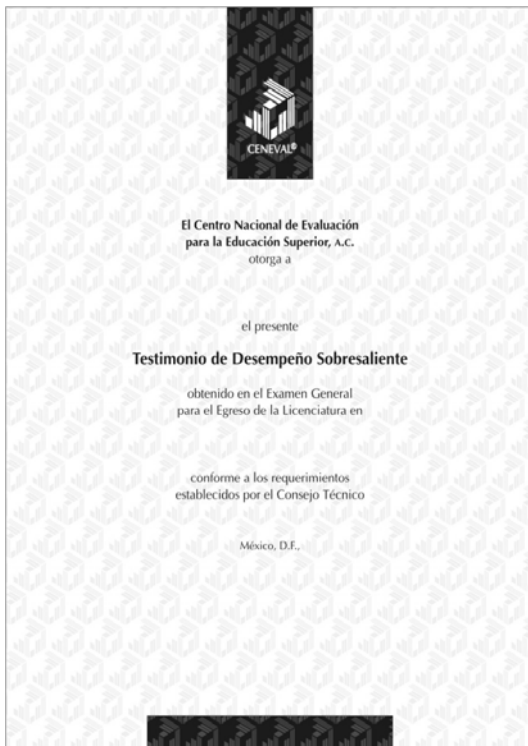 CENEVAL®
El Centro Nacional de Evaluación
para la Educación Superior, A.C.
otorga a
el presente
Testimonio de Desempeño Sobresaliente
obtenido en el Examen General
para el Egreso de la Licenciatura en
conforme a los requerimientos
establecidos por el Consejo Técnico
México, D.F.,